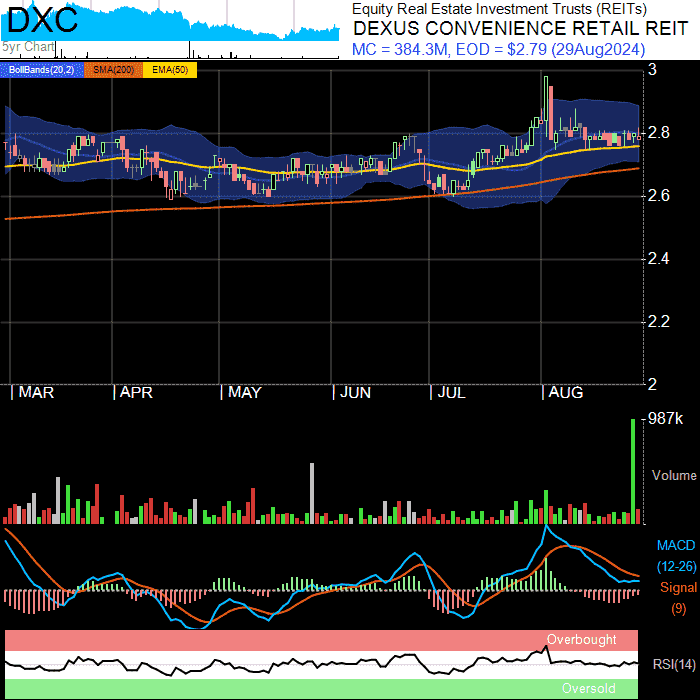 DXC
5yr Chart
Equity Real Estate Investment Trusts (REITs)
DEXUS CONVENIENCE RETAIL REIT
MC = 384.3M, EOD = $2.79 (29Aug2024)
BollBands(20,2) SMA(200) EMA(50)
3
2.8
2.6
2.4
2.2
2
MAR APR MAY JUN JUL AUG
987k
Volume
MACD
(12-26)
Signal
(9)
Overbought
RSI(14)
Oversold